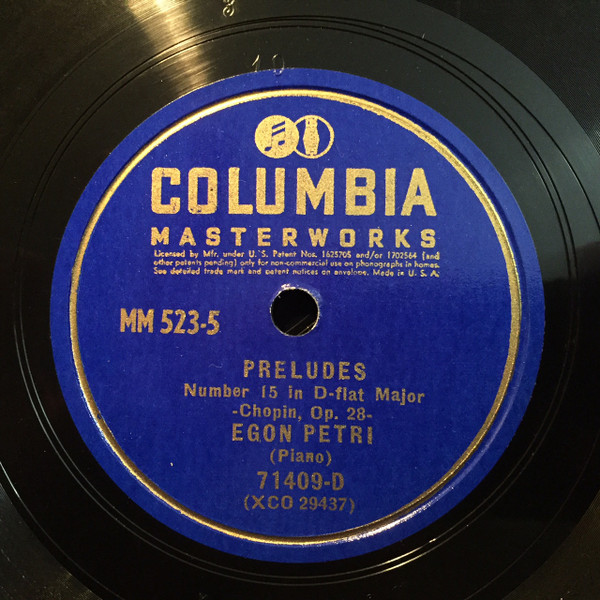 10
COLUMBIA
MASTERWORKS
Licensed by Mfr. under U.S. Patent Nos. 1625705 and/or 1702564 (and
other patents pending) only for non-commercial use on phonographs in homes.
See detailed trade mark and patent notices on envelope. Made in U. S. A.
MM 523-5
PRELUDES
Number 15 in D-flat Major
-Chopin, Op. 28-
EGON PETRI
(Piano)
71409-D
(XCO 29437)